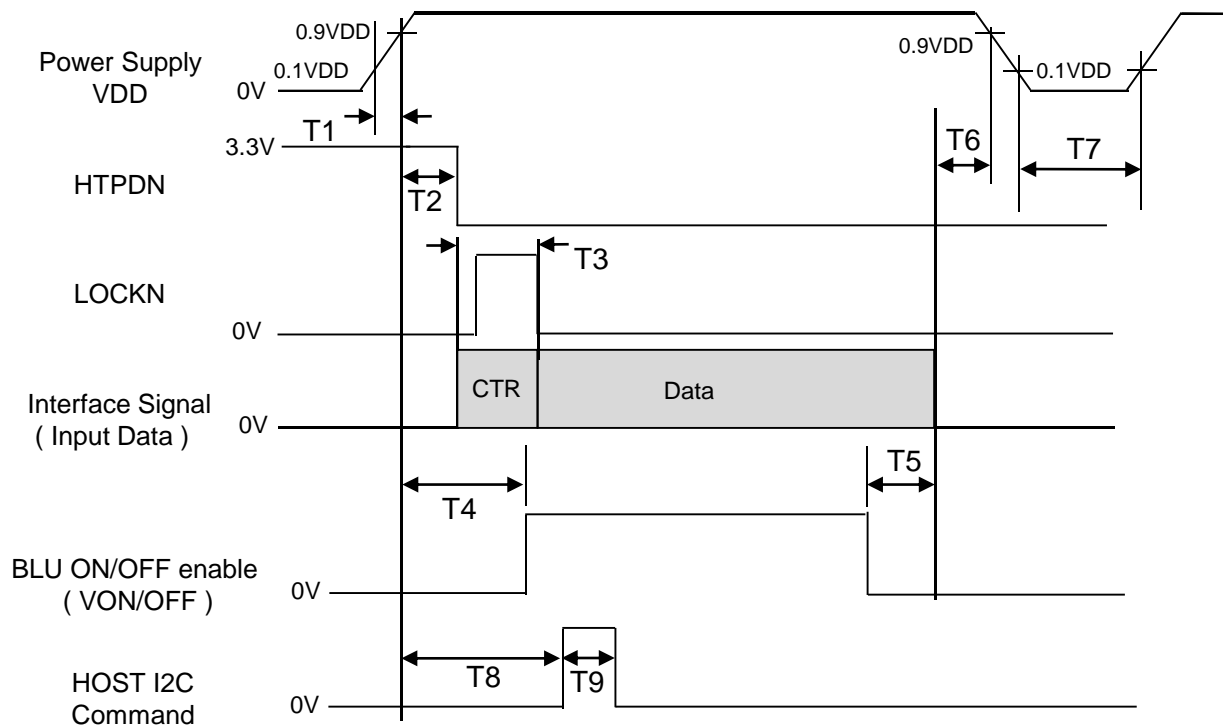 0.9VDD
0.9VDD
Power Supply
VDD
0.1VDD
0.1VDD
0V
T1
T6
T7
3.3V
HTPDN
T2
T3
LOCKN
0V
CTR
Data
Interface Signal
( Input Data )
0V
T5
T4
BLU ON/OFF enable
( VON/OFF )
0V
T8
T9
HOST I2C
Command
0V